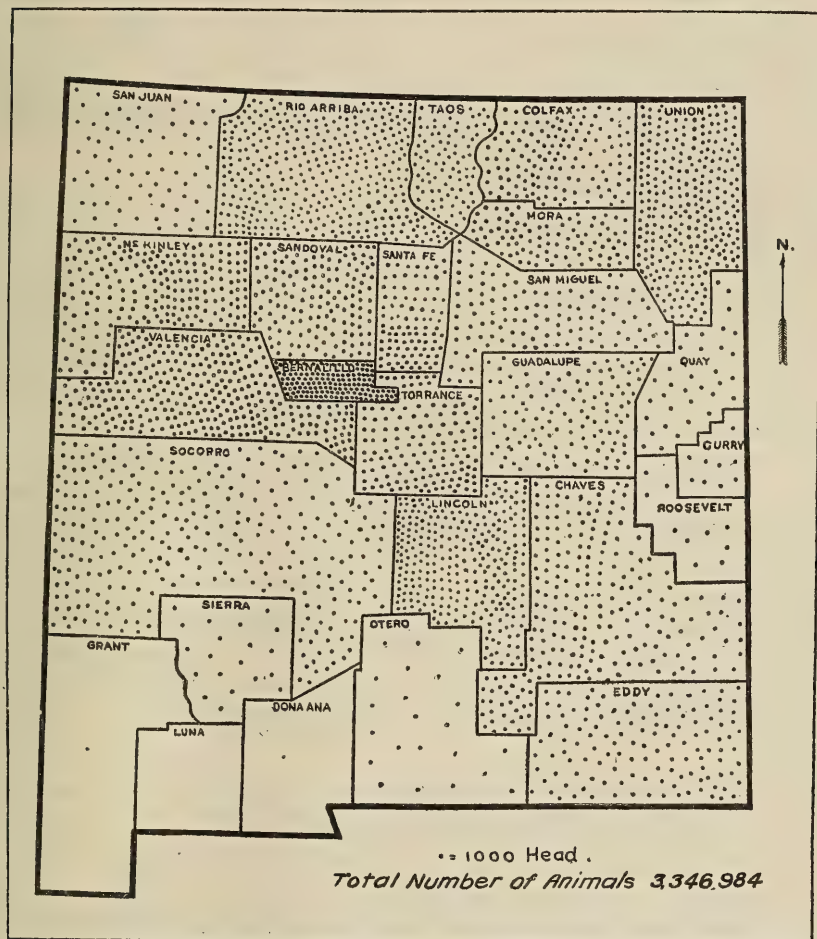 SAN JUAN
RIO ARRIBA
TAOS
COLFAX
UNION
MORA
N.
Mc KINLEY
SANDOVAL
SANTA FE
SAN MIGUEL
VALENCIA
BERNALILLO
GUADALUPE
QUAY
TORRANCE
CURRY
SOCORRO
LINCOLN
CHAVES
ROOSEVELT
SIERRA
OTERO
GRANT
EDDY
DONA ANA
LUNA
•= 1000 Head.
Total Number of Animals 3,346,984